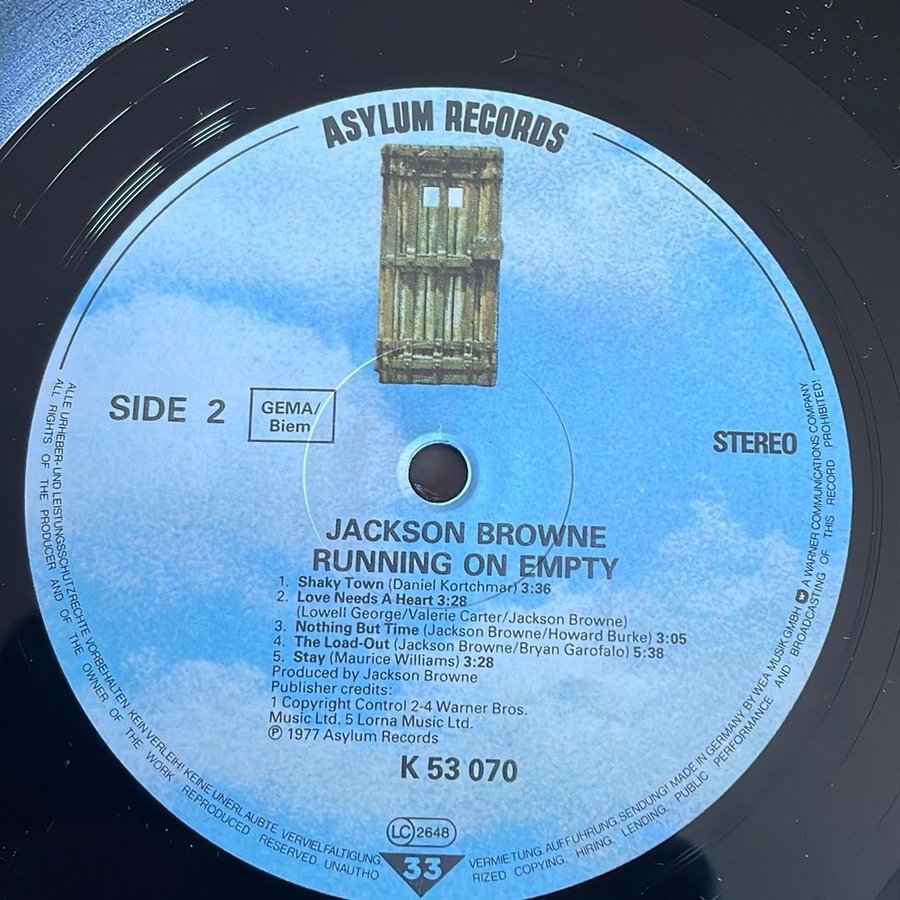 ASYLUM RECORDS
SIDE 2
GEMA/
Biem
STEREO
JACKSON BROWNE
RUNNING ON EMPTY
1. Shaky Town (Daniel Kortchmar) 3:36
2. Love Needs A Heart 3:28
(Lowell George/Valerie Carter/Jackson Browne)
3. Nothing But Time (Jackson Browne/Howard Burke) 3:05
4. The Load-Out (Jackson Browne/Bryan Garofalo) 5:38
5. Stay (Maurice Williams) 3:28
Produced by Jackson Browne
Publisher credits:
1 Copyright Control 2-4 Warner Bros.
Music Ltd. 5 Lorna Music Ltd.
℗ 1977 Asylum Records
K 53 070
LC 2648
33
ALLE URHEBER- UND LEISTUNGSSCHUTZRECHTE VORBEHALTEN. KEIN VERLEIH! KEINE UNERLAUBTE VERVIELFÄLTIGUNG, VERMIETUNG, AUFFÜHRUNG, SENDUNG! MADE IN GERMANY BY WEA MUSIK GMBH W A WARNER COMMUNICATIONS COMPANY
ALL RIGHTS OF THE PRODUCER AND OF THE OWNER OF THE WORK REPRODUCED RESERVED. UNAUTHORIZED COPYING, HIRING, LENDING, PUBLIC PERFORMANCE AND BROADCASTING OF THIS RECORD PROHIBITED!